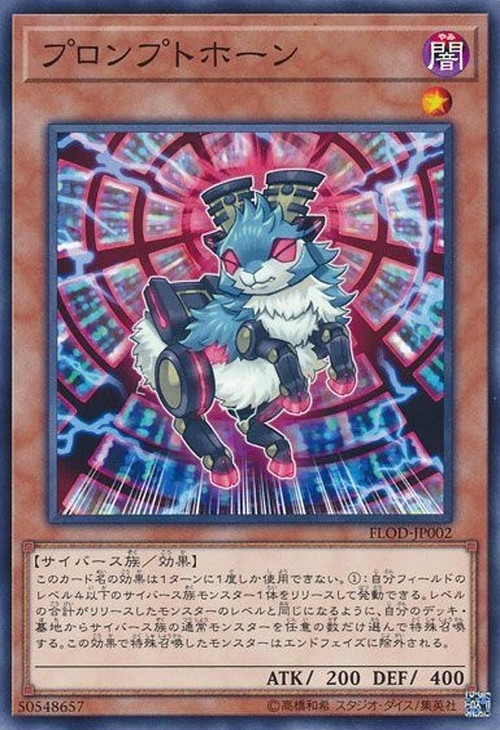 プロンプトホーン
闇
やみ
FLOD-JP002
【サイバース族／効果】
このカード名の効果は1ターンに1度しか使用できない。①：自分フィールドの
レベル4以下のサイバース族モンスター1体をリリースして発動できる。レベル
の合計がリリースしたモンスターのレベルと同じになるように、自分のデッキ・
墓地からサイバース族の通常モンスターを任意の数だけ選んで特殊召喚
する。この効果で特殊召喚したモンスターはエンドフェイズに除外される。
ATK/ 200 DEF/ 400
50548657
©高橋和希 スタジオ・ダイス/集英社